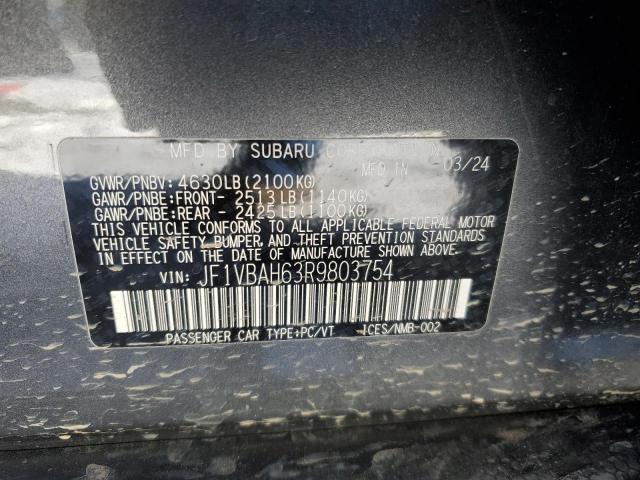 MFD BY SUBARU CORPORATION
MFD IN 03/24
GVWR/PNBV: 4630LB(2100KG)
GAWR/PNBE:FRONT- 2513LB(1140KG)
GAWR/PNBE:REAR - 2425LB(1100KG)
THIS VEHICLE CONFORMS TO ALL APPLICABLE FEDERAL MOTOR
VEHICLE SAFETY, BUMPER, AND THEFT PREVENTION STANDARDS
IN EFFECT ON THE DATE OF MANUFACTURE SHOWN ABOVE.
VIN: JF1VBAH63R9803754
PASSENGER CAR TYPE:PC/VT ICES/NMB-002